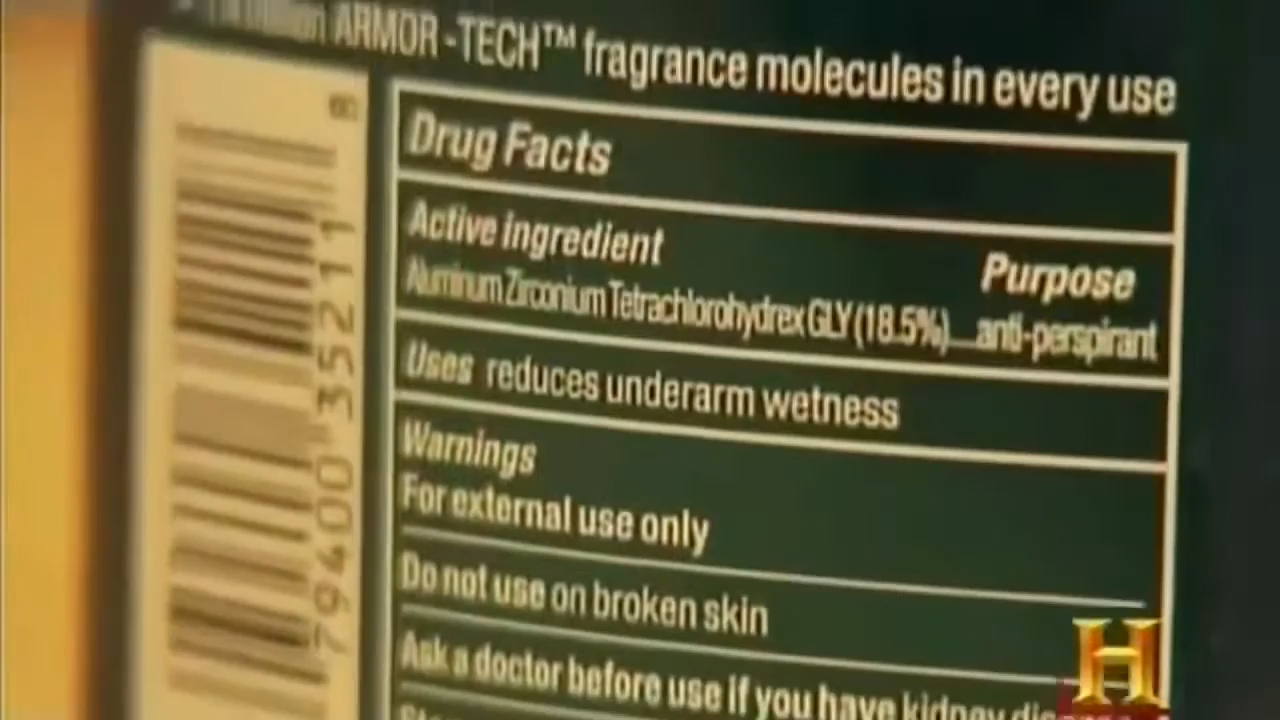 ARMOR-TECH™ fragrance molecules in every use
Drug Facts
Active ingredient Purpose
Aluminum Zirconium Tetrachlorohydrex GLY (18.5%)...anti-perspirant
Uses reduces underarm wetness
Warnings
For external use only
Do not use on broken skin
Ask a doctor before use if you have kidney
79400 35211
H